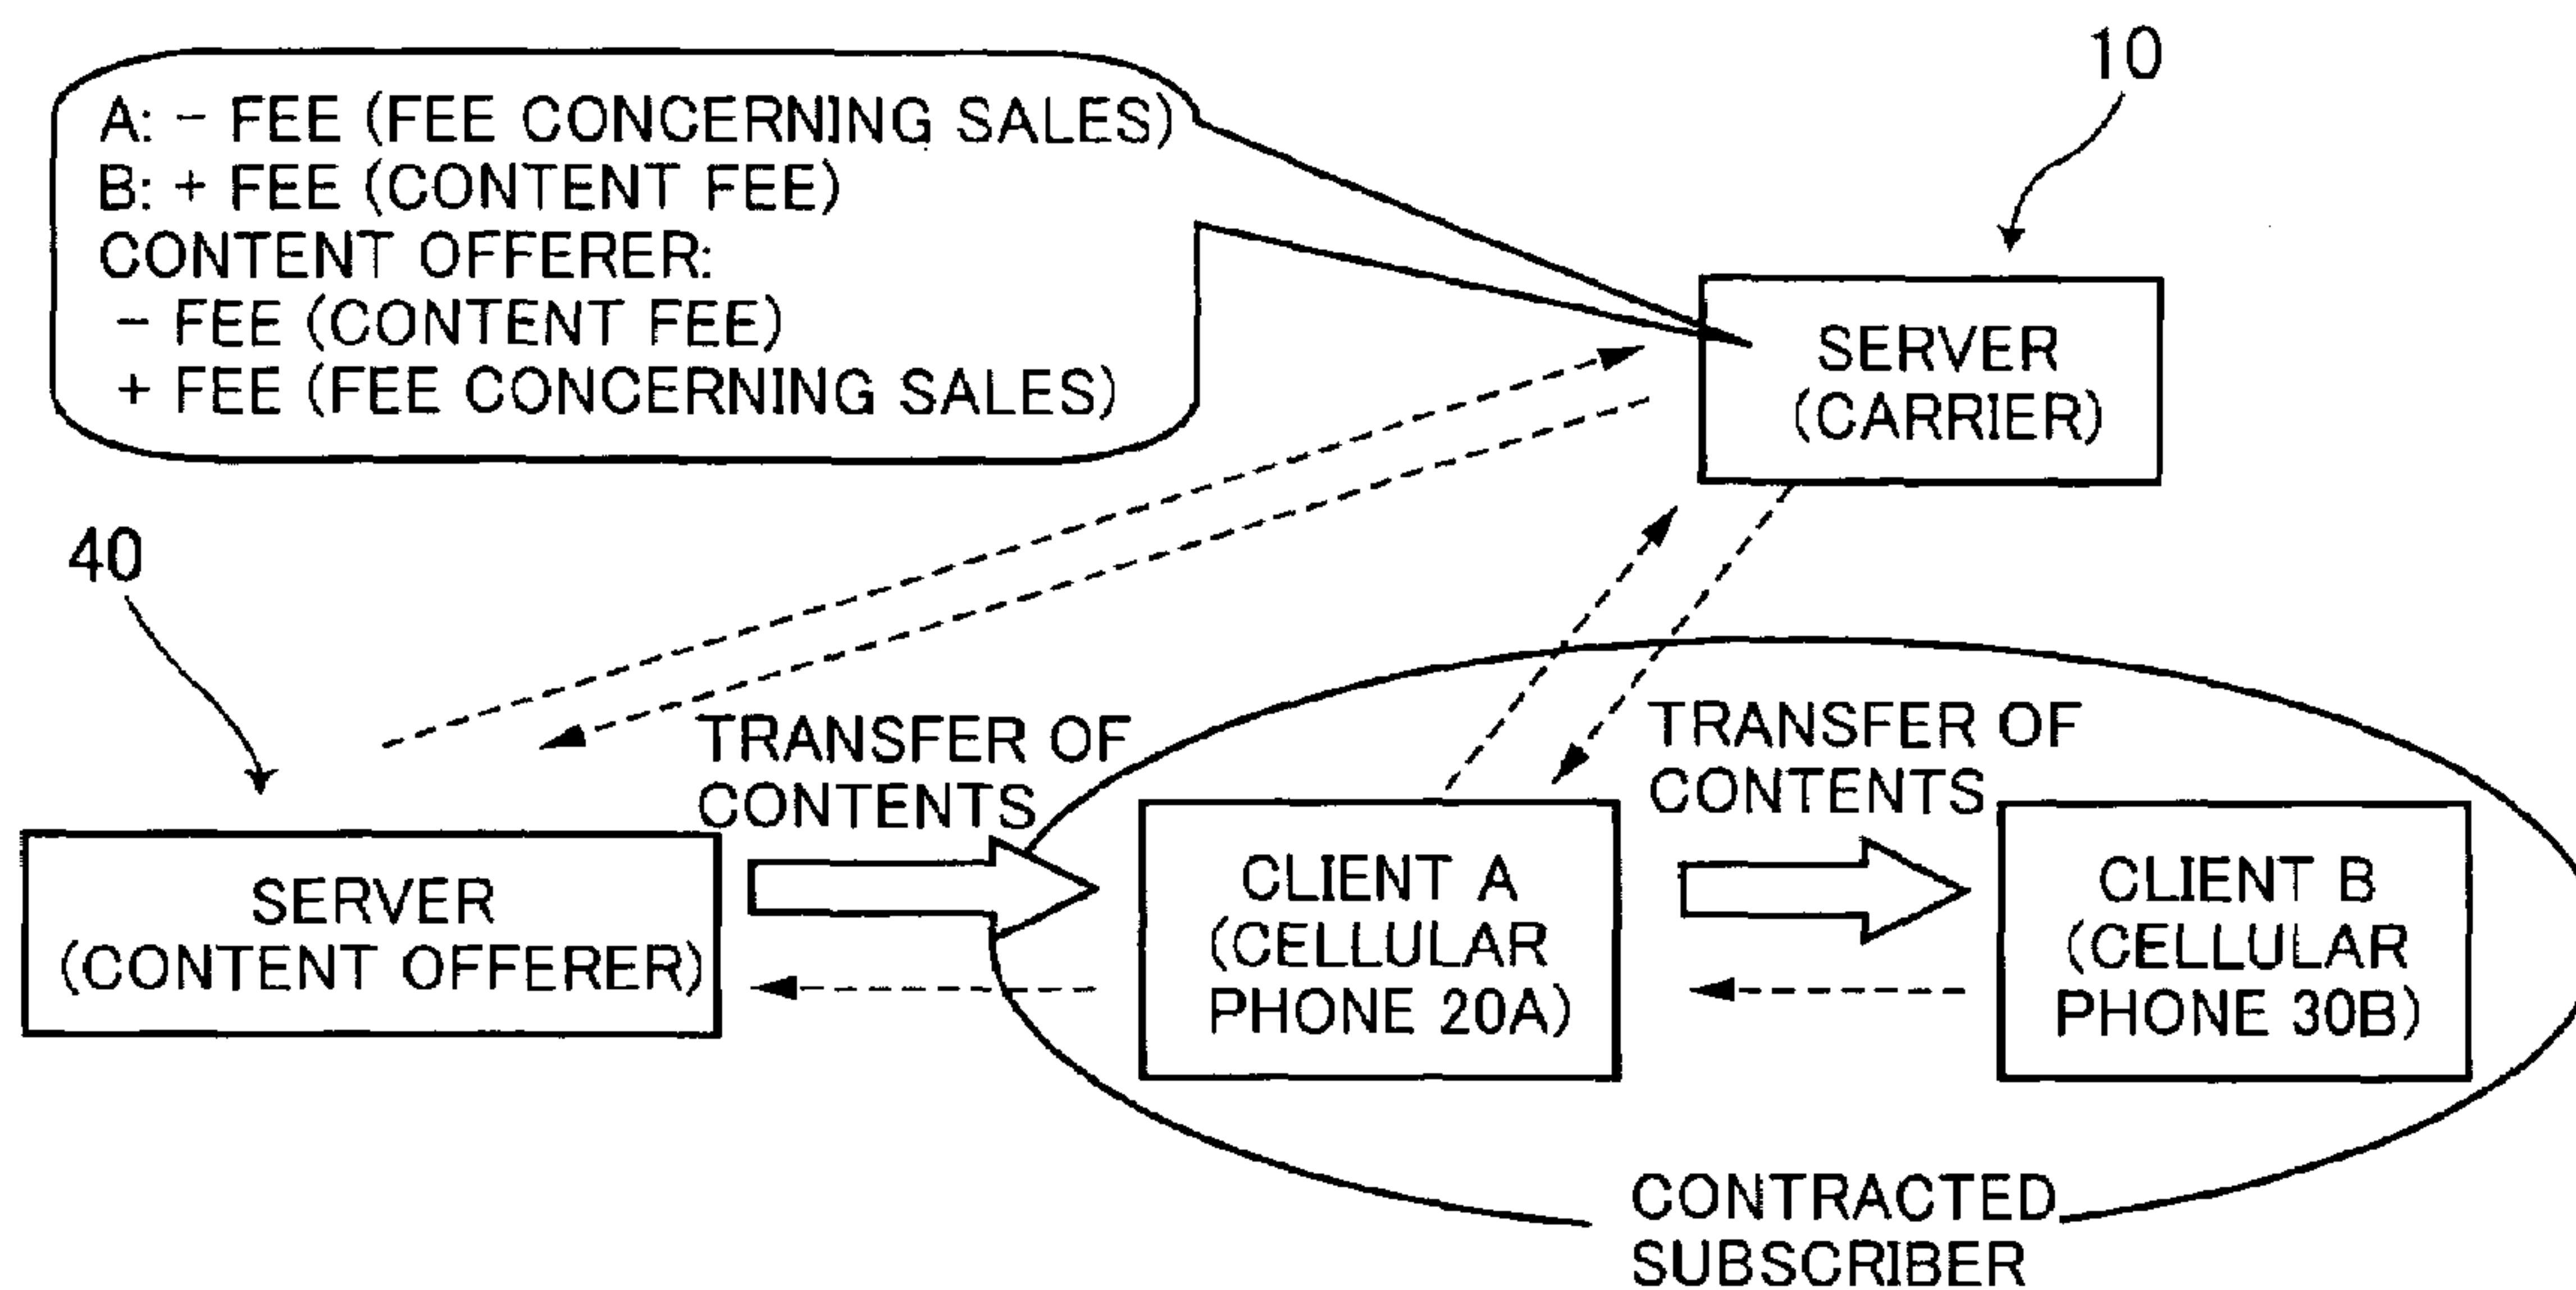 10
A: - FEE (FEE CONCERNING SALES)
B: + FEE (CONTENT FEE)
CONTENT OFFERER:
- FEE (CONTENT FEE)
+ FEE (FEE CONCERNING SALES)
SERVER
(CARRIER)
40
TRANSFER OF
CONTENTS
TRANSFER OF
CONTENTS
SERVER
(CONTENT OFFERER)
CLIENT A
(CELLULAR
PHONE 20A)
CLIENT B
(CELLULAR
PHONE 30B)
CONTRACTED
SUBSCRIBER